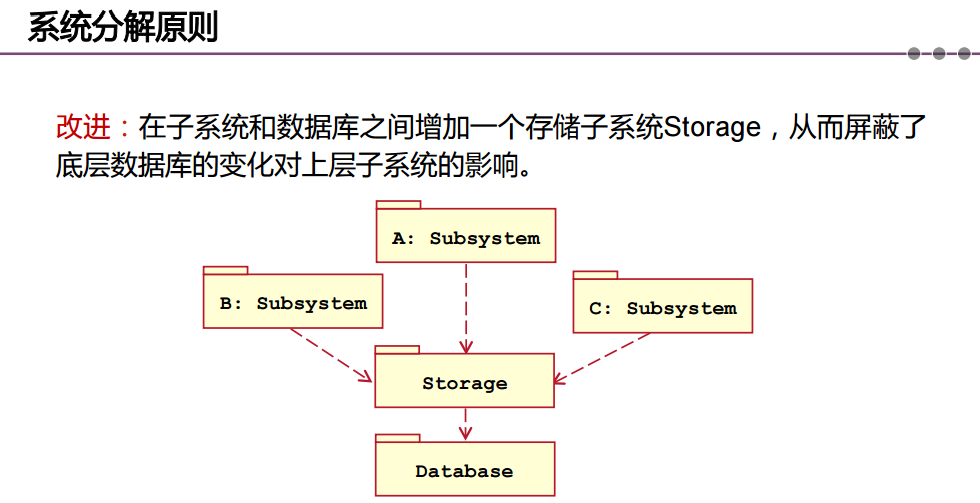 系统分解原则
改进：在子系统和数据库之间增加一个存储子系统Storage，从而屏蔽了
底层数据库的变化对上层子系统的影响。
A: Subsystem
B: Subsystem
C: Subsystem
Storage
Database